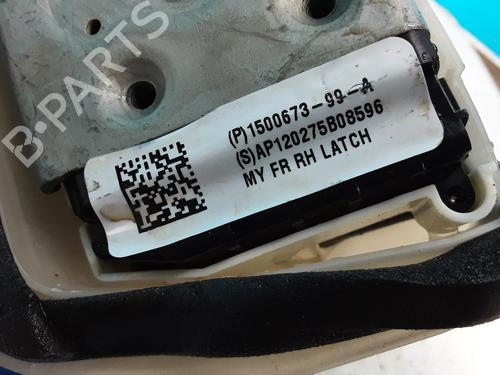 B-PARTS
(P)1500673-99-A
(S)AP120275B08596
MY FR RH LATCH